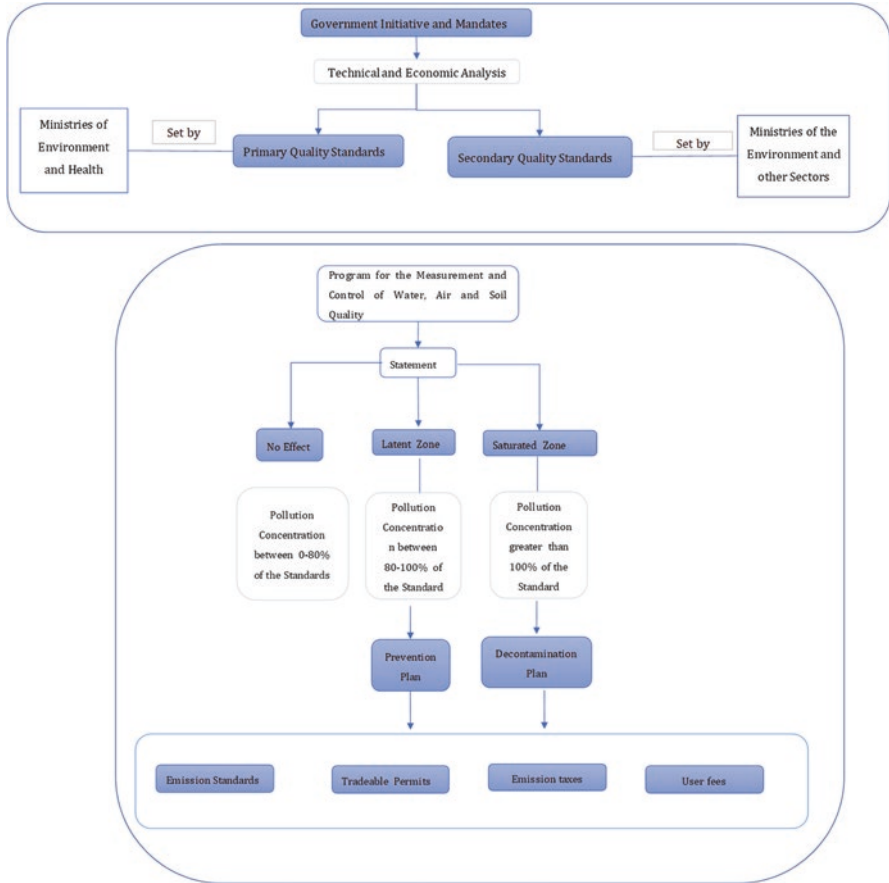 Government Initiative and Mandates
Technical and Economic Analysis
Ministries of
Environment
and Health
Set by
Primary Quality Standards
Secondary Quality Standards
Set by
Ministries of the
Environment and
other Sectors
Program for the Measurement and
Control of Water, Air and Soil
Quality
Statement
No Effect
Latent Zone
Saturated Zone
Pollution
Concentration
between 0-80%
of the Standards
Pollution
Concentratio
n between
80-100% of
the Standard
Pollution
Concentration
greater than
100% of the
Standard
Prevention
Plan
Decontamination
Plan
Emission Standards
Tradeable Permits
Emission taxes
User fees